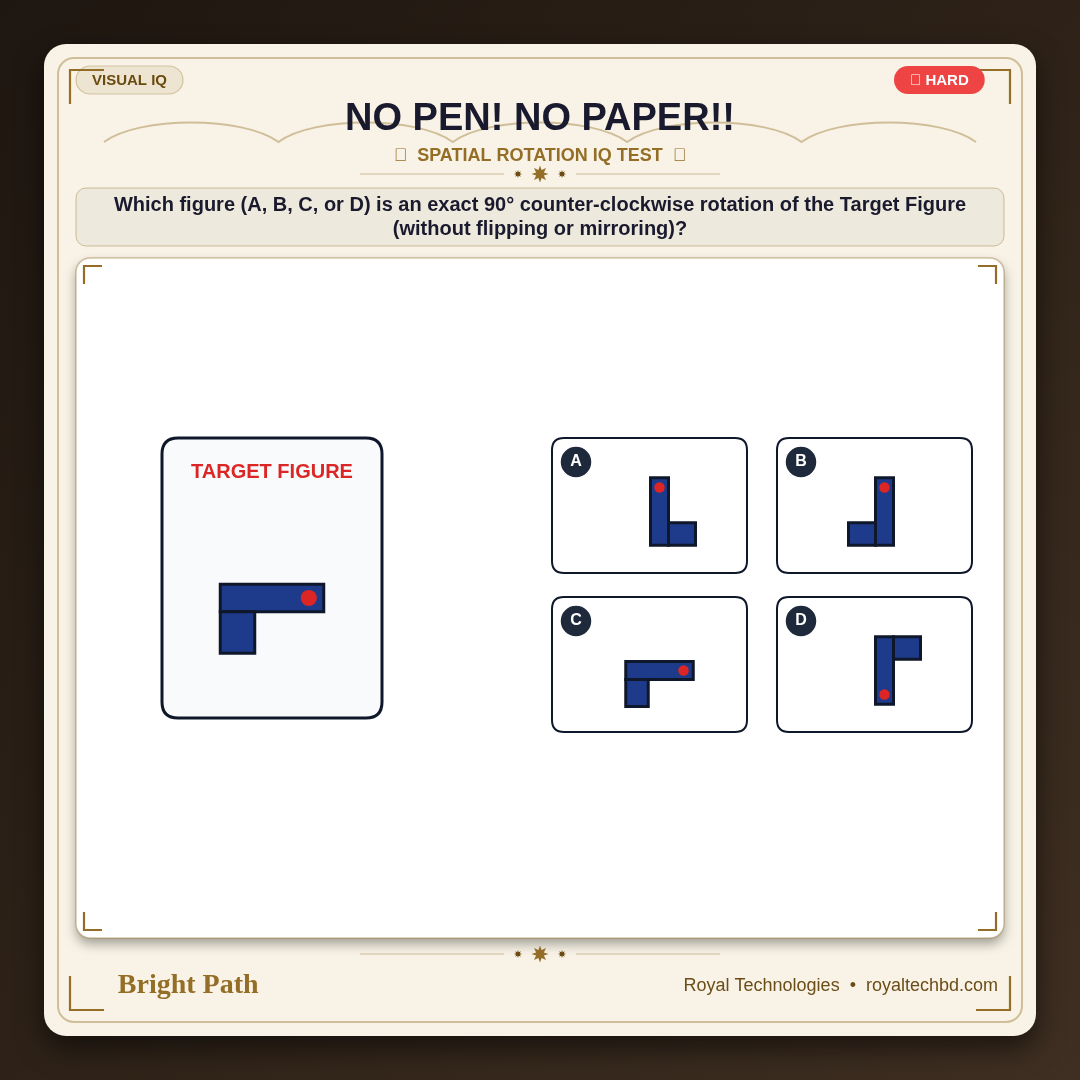 VISUAL IQ
HARD
NO PEN! NO PAPER!!
SPATIAL ROTATION IQ TEST
Which figure (A, B, C, or D) is an exact 90° counter-clockwise rotation of the Target Figure
(without flipping or mirroring)?
TARGET FIGURE
A
B
C
D
Bright Path
Royal Technologies • royaltechbd.com